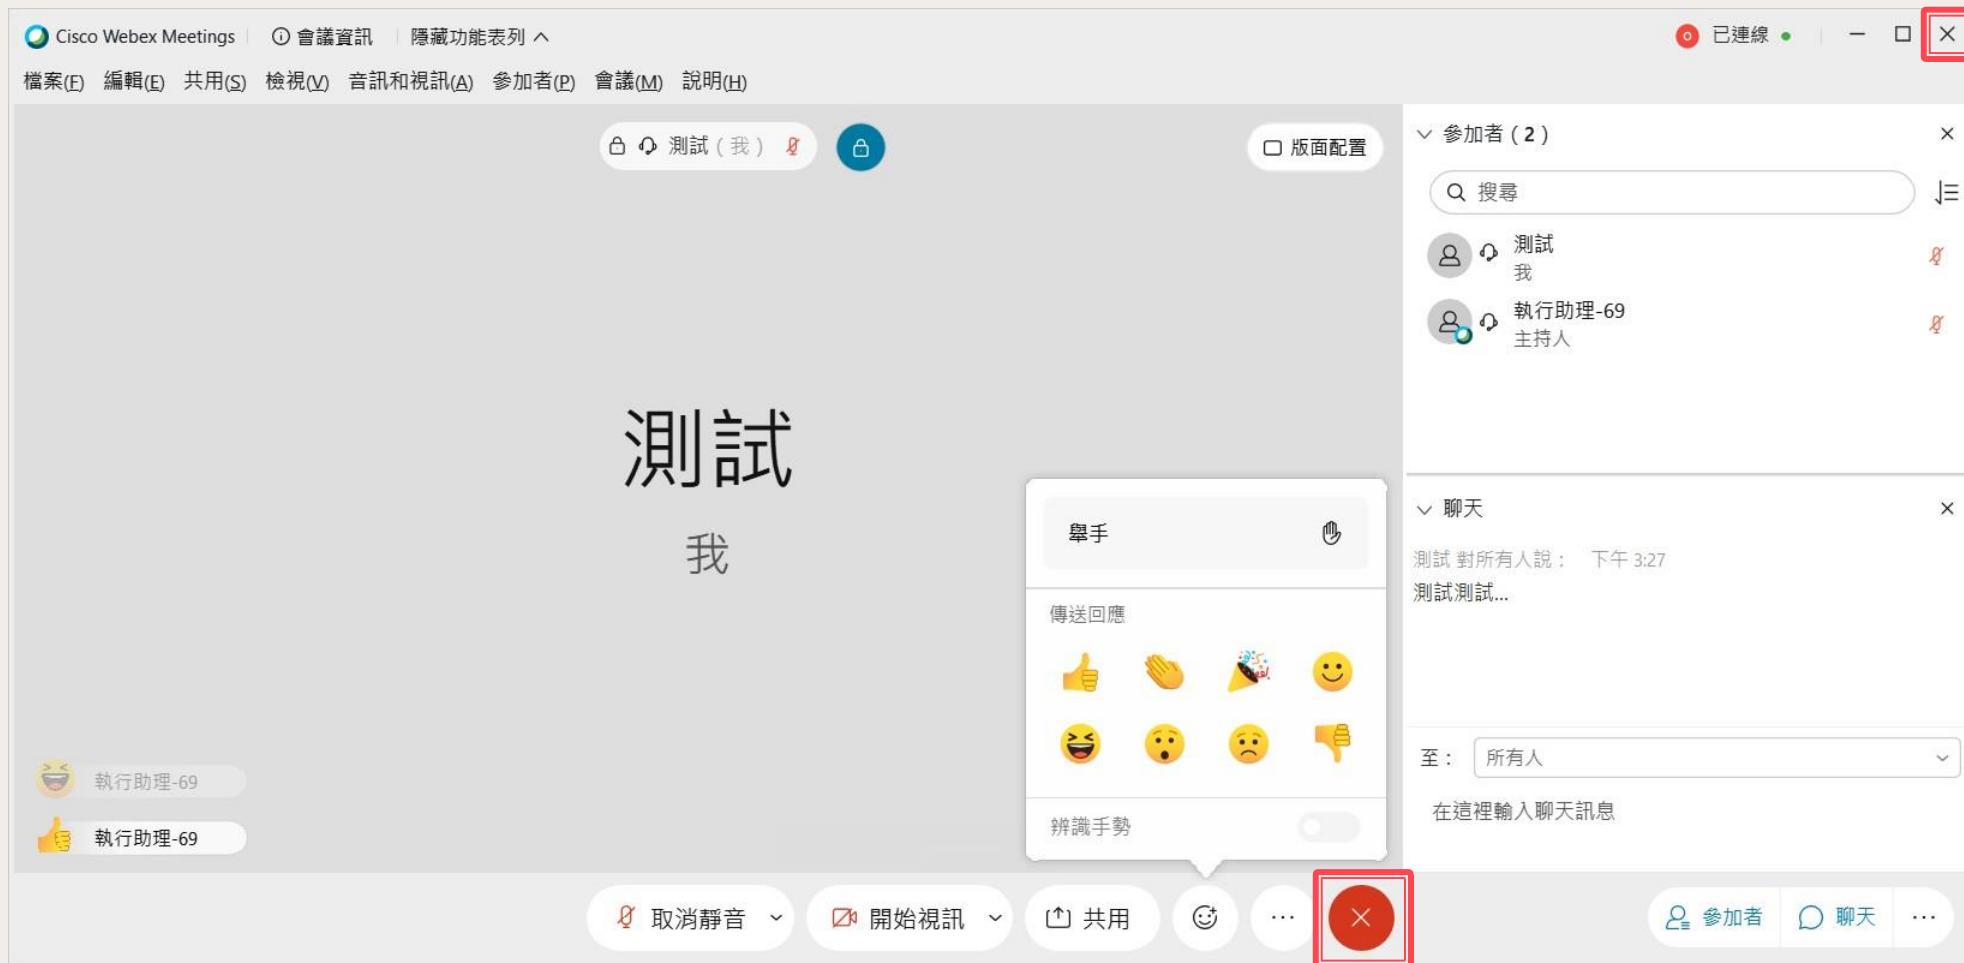 Cisco Webex Meetings 會議資訊 隱藏功能表列 已連線
檔案(F) 編輯(E) 共用(S) 檢視(V) 音訊和視訊(A) 參加者(P) 會議(M) 說明(H)
測試（我）
版面配置
測試
我
執行助理-69
執行助理-69
舉手
傳送回應
辨識手勢
取消靜音 開始視訊 共用
參加者（2）
搜尋
測試
我
執行助理-69
主持人
聊天
測試 對所有人說： 下午 3:27
測試測試...
至： 所有人
在這裡輸入聊天訊息
參加者 聊天